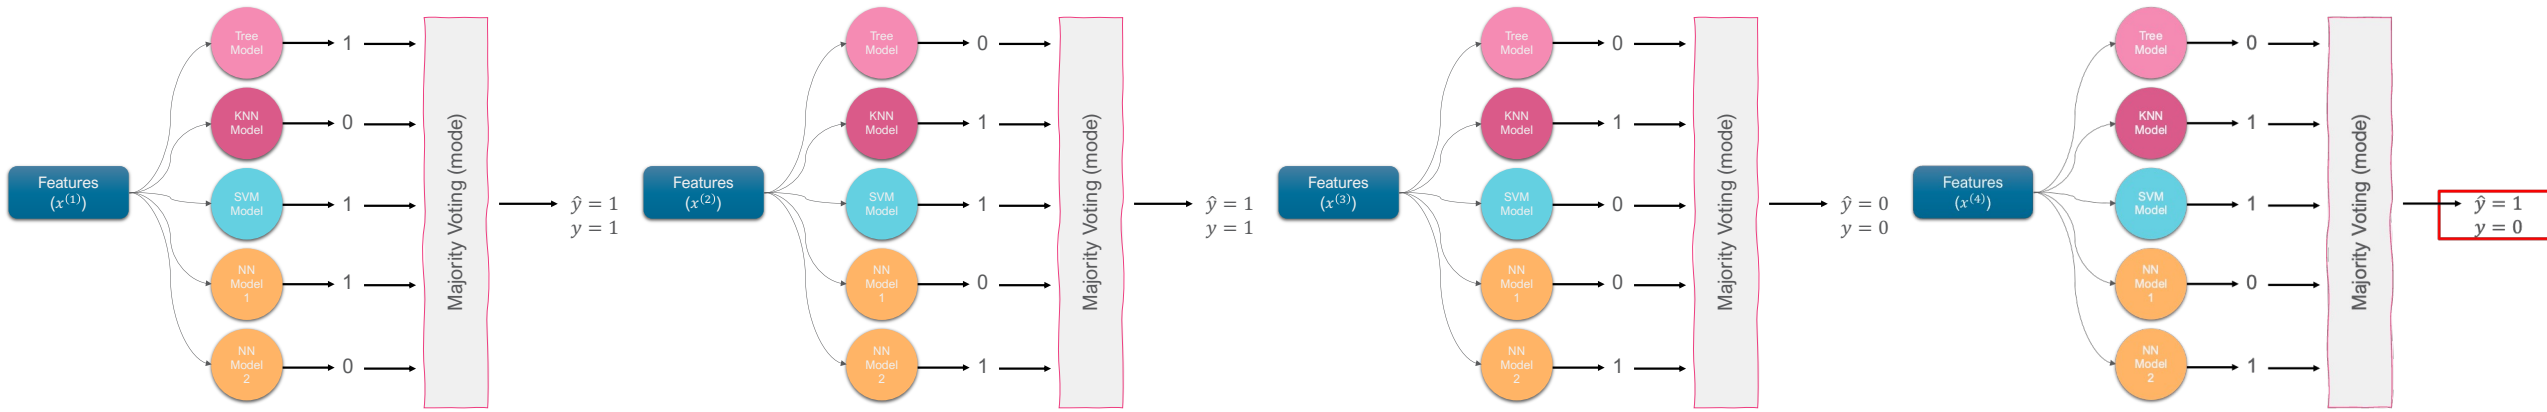 Tree
Model
1
KNN
Model
0
Features
(x⁽¹⁾)
SVM
Model
1
NN
Model
1
1
NN
Model
2
0
Majority Voting (mode)
ŷ = 1
y = 1
Tree
Model
0
KNN
Model
1
Features
(x⁽²⁾)
SVM
Model
1
NN
Model
1
0
NN
Model
2
1
Majority Voting (mode)
ŷ = 1
y = 1
Tree
Model
0
KNN
Model
1
Features
(x⁽³⁾)
SVM
Model
0
NN
Model
1
0
NN
Model
2
1
Majority Voting (mode)
ŷ = 0
y = 0
Tree
Model
0
KNN
Model
1
Features
(x⁽⁴⁾)
SVM
Model
1
NN
Model
1
0
NN
Model
2
1
Majority Voting (mode)
ŷ = 1
y = 0